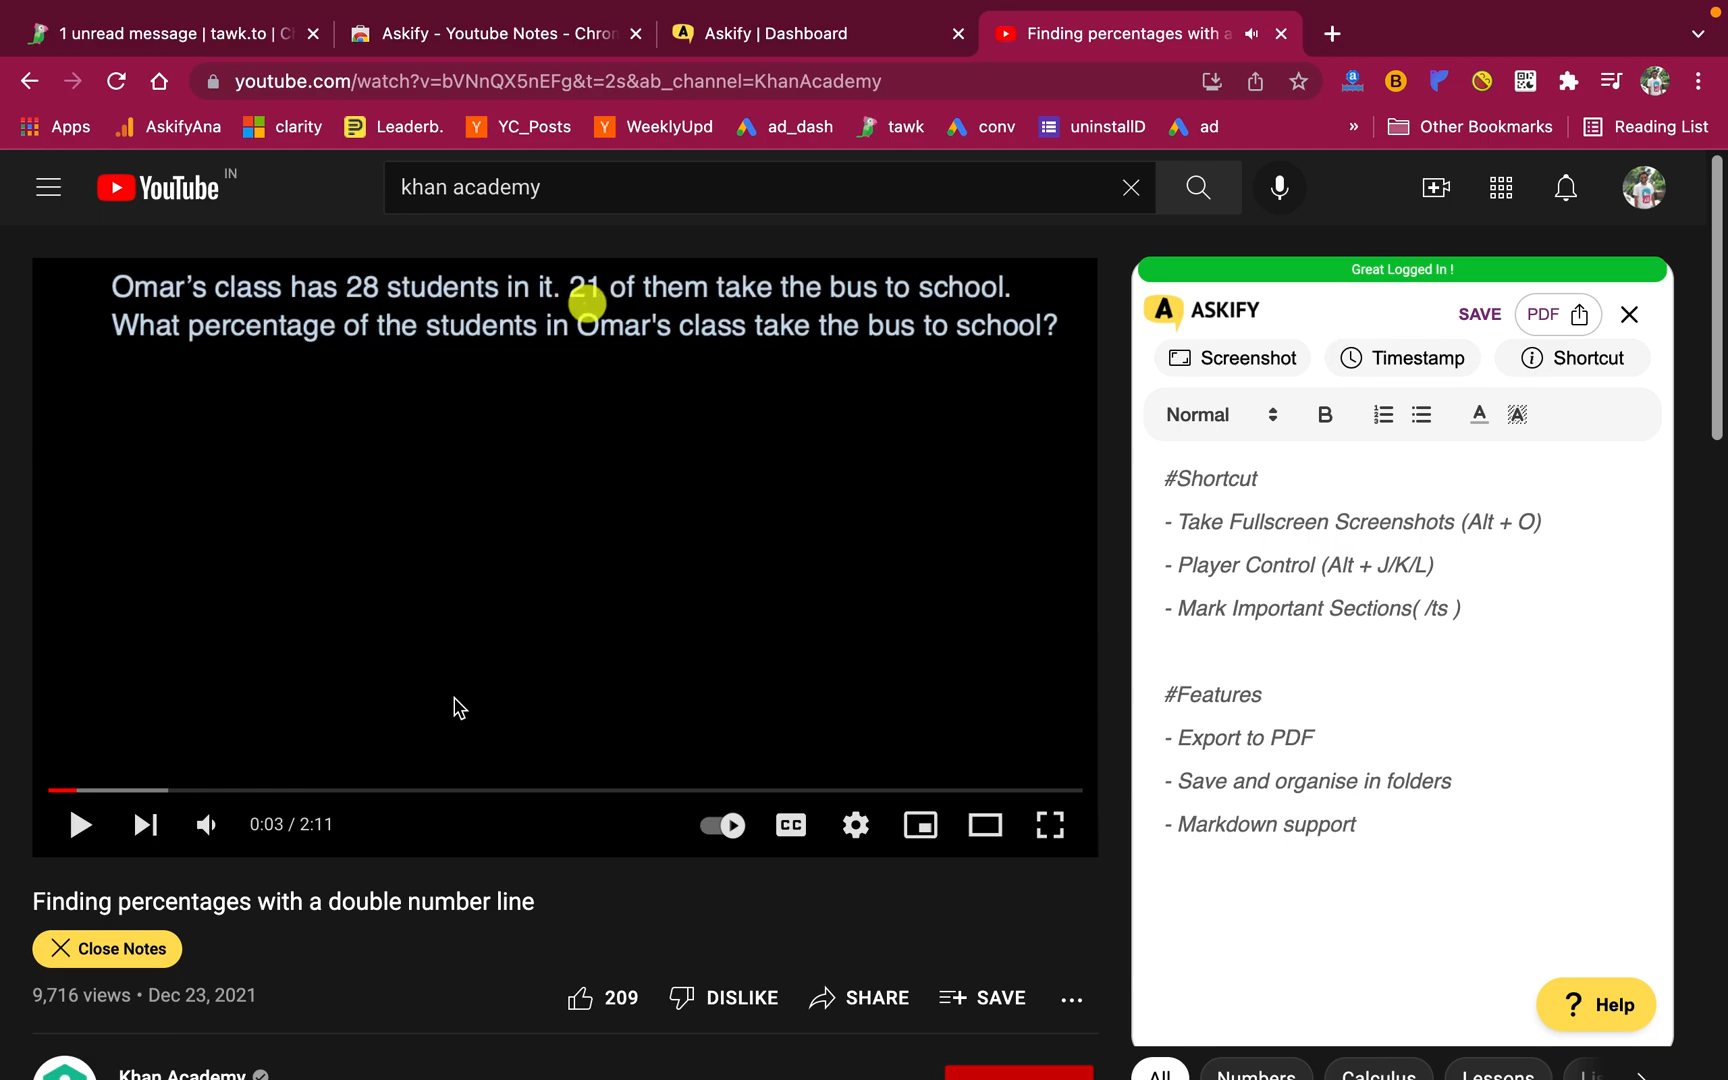 1 unread message | tawk.to | C
Askify - Youtube Notes - Chron
Askify | Dashboard
Finding percentages with a
youtube.com/watch?v=bVNnQX5nEFg&t=2s&ab_channel=KhanAcademy
Apps
AskifyAna
clarity
Leaderb.
YC_Posts
WeeklyUpd
ad_dash
tawk
conv
uninstallD
ad
»
Other Bookmarks
Reading List
YouTube IN
khan academy
Omar's class has 28 students in it. 21 of them take the bus to school.
What percentage of the students in Omar's class take the bus to school?
Great Logged In !
A ASKIFY
SAVE
PDF
Screenshot
Timestamp
Shortcut
Normal
B
A
A
#Shortcut
- Take Fullscreen Screenshots (Alt + O)
- Player Control (Alt + J/K/L)
- Mark Important Sections( /ts )
#Features
- Export to PDF
- Save and organise in folders
- Markdown support
0:03 / 2:11
CC
Finding percentages with a double number line
Close Notes
9,716 views • Dec 23, 2021
209
DISLIKE
SHARE
SAVE
? Help
Khan Academy
All
Numbers
Calculus
Lessons